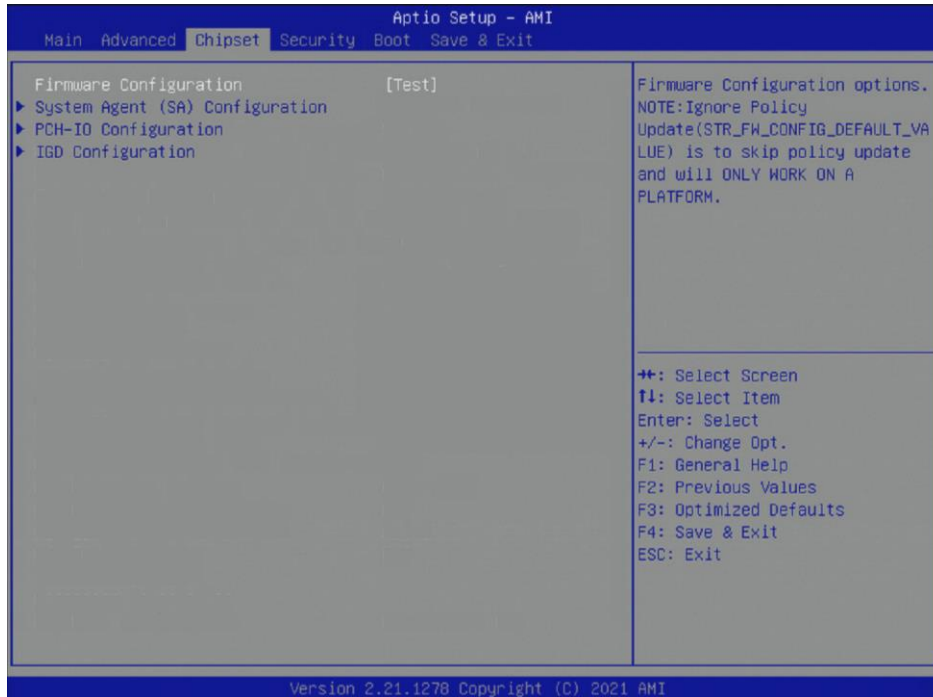 Aptio Setup – AMI
Main Advanced Chipset Security Boot Save & Exit
Firmware Configuration [Test]
System Agent (SA) Configuration
PCH-IO Configuration
IGD Configuration
Firmware Configuration options.
NOTE:Ignore Policy
Update(STR_FW_CONFIG_DEFAULT_VA
LUE) is to skip policy update
and will ONLY WORK ON A
PLATFORM.
→←: Select Screen
↑↓: Select Item
Enter: Select
+/-: Change Opt.
F1: General Help
F2: Previous Values
F3: Optimized Defaults
F4: Save & Exit
ESC: Exit
Version 2.21.1278 Copyright (C) 2021 AMI